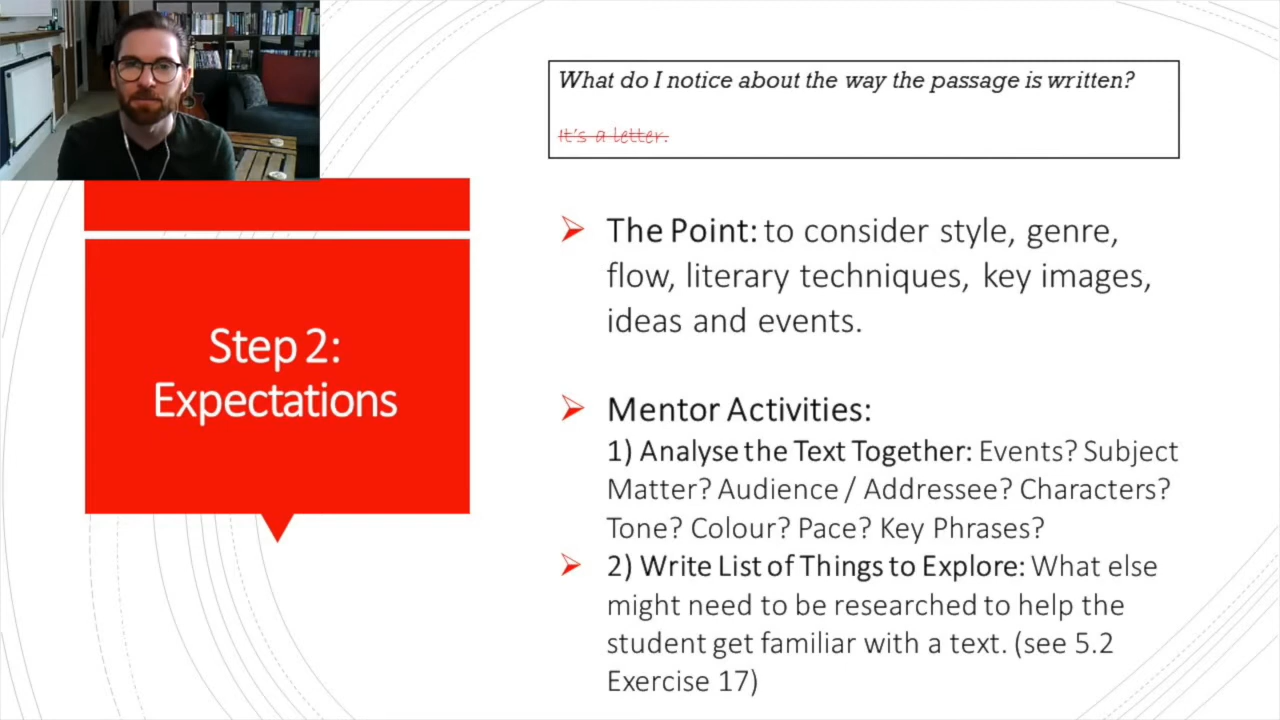 What do I notice about the way the passage is written?
It's a letter.
Step 2:
Expectations
The Point: to consider style, genre,
flow, literary techniques, key images,
ideas and events.
Mentor Activities:
1) Analyse the Text Together: Events? Subject
Matter? Audience / Addressee? Characters?
Tone? Colour? Pace? Key Phrases?
2) Write List of Things to Explore: What else
might need to be researched to help the
student get familiar with a text. (see 5.2
Exercise 17)